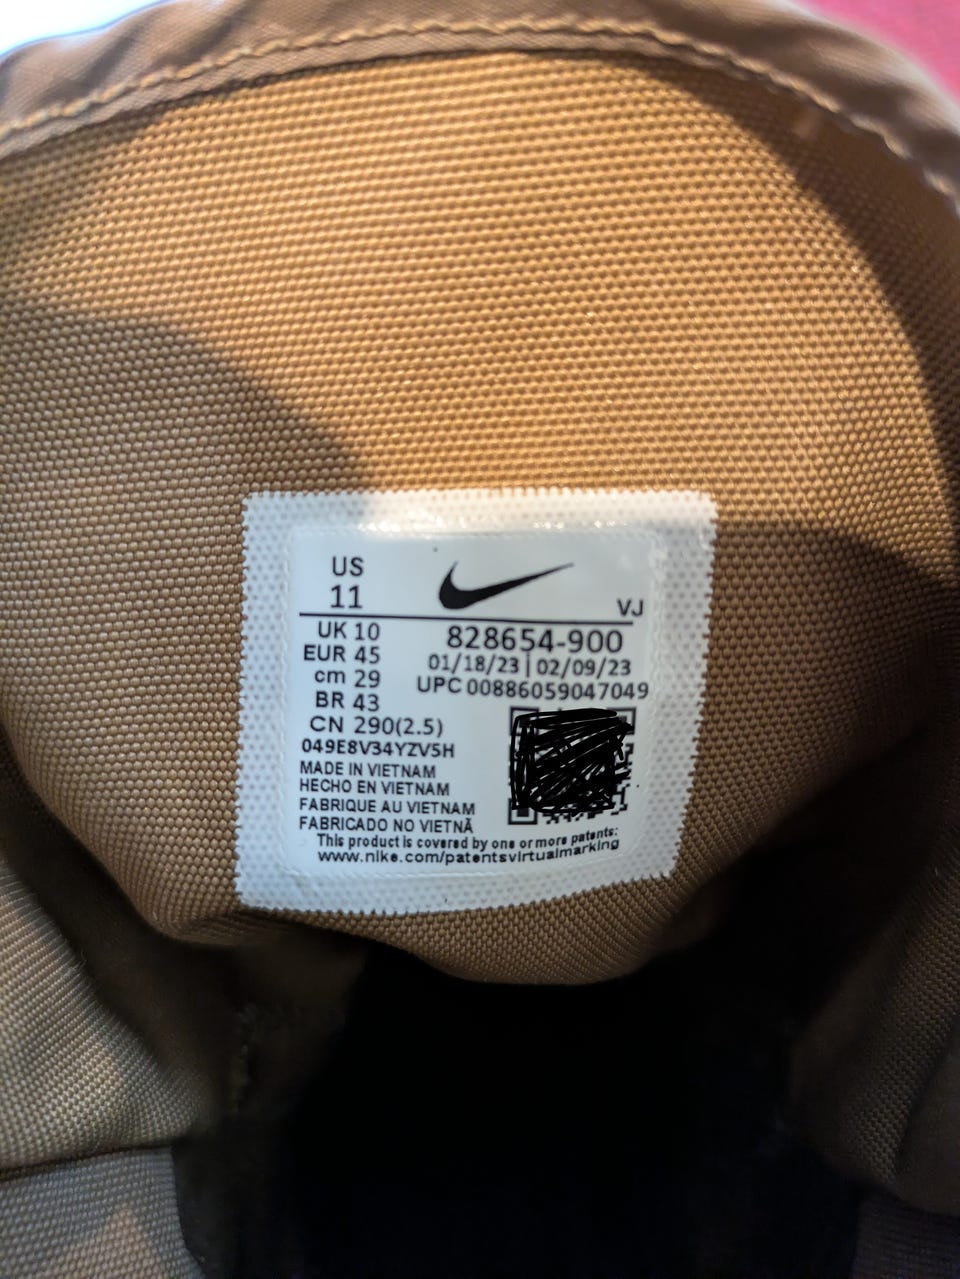 US
11
VJ
UK 10
EUR 45
cm 29
BR 43
CN 290(2.5)
828654-900
01/18/23 | 02/09/23
UPC 00886059047049
049E8V34YZV5H
MADE IN VIETNAM
HECHO EN VIETNAM
FABRIQUE AU VIETNAM
FABRICADO NO VIETNÃ
This product is covered by one or more patents:
www.nike.com/patentsvirtualmarking